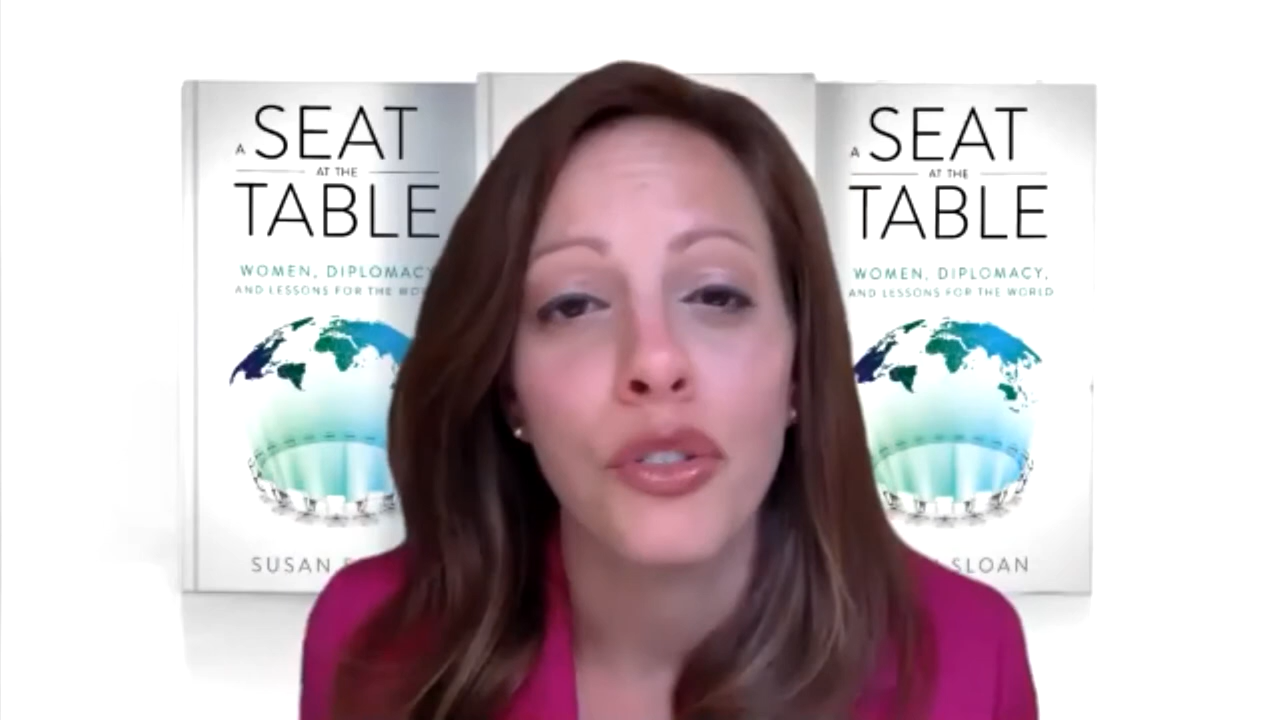 A SEAT
AT THE
TABLE
WOMEN, DIPLOMACY
AND LESSONS FOR THE
SUSAN
A SEAT
AT THE
TABLE
WOMEN, DIPLOMACY,
AND LESSONS FOR THE WORLD
SLOAN